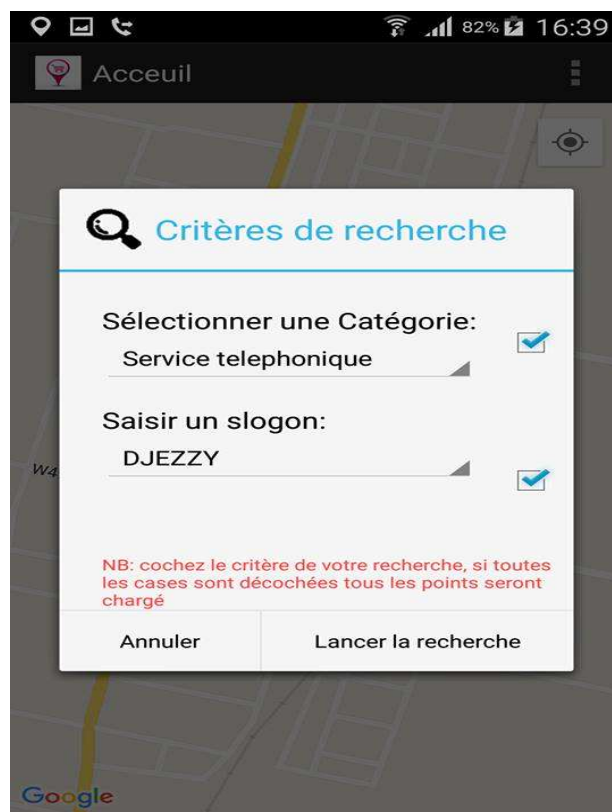 82% 16:39
Acceuil
Critères de recherche
Sélectionner une Catégorie:
Service telephonique
Saisir un slogon:
DJEZZY
W4
NB: cochez le critère de votre recherche, si toutes
les cases sont décochées tous les points seront
chargé
Annuler Lancer la recherche
Google